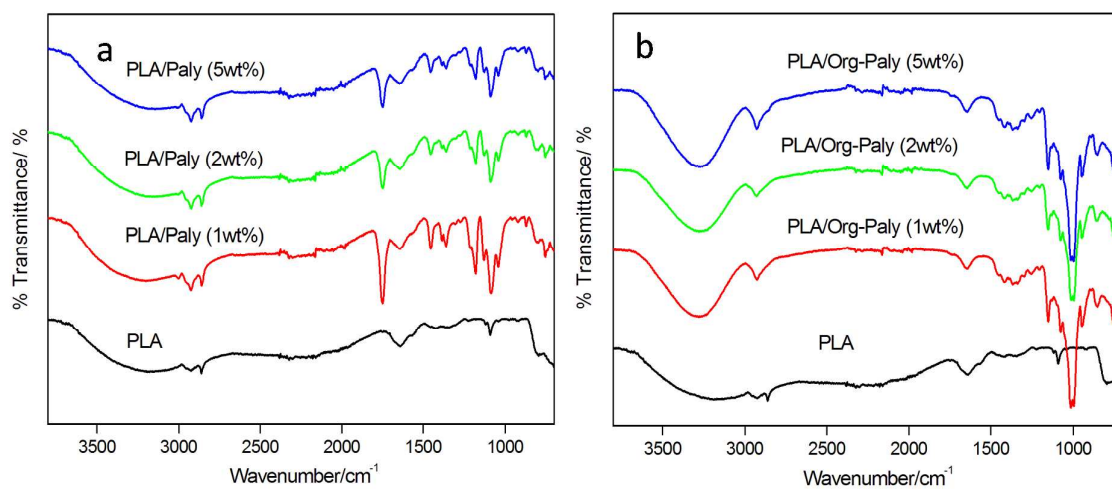 a
PLA/Paly (5wt%)
PLA/Paly (2wt%)
PLA/Paly (1wt%)
PLA
% Transmittance/ %
3500 3000 2500 2000 1500 1000
Wavenumber/cm-1
b
PLA/Org-Paly (5wt%)
PLA/Org-Paly (2wt%)
PLA/Org-Paly (1wt%)
PLA
% Transmittance/ %
3500 3000 2500 2000 1500 1000
Wavenumber/cm-1